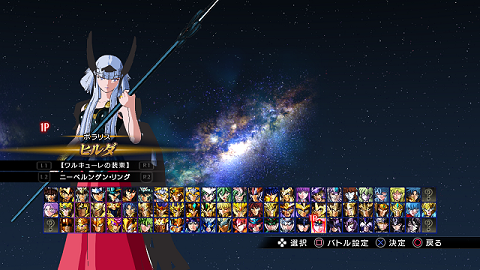 1P
ポラリス
ヒルダ
L1 【ワルキューレの装束】 R1
L2 ニーベルンゲン・リング R2
選択 バトル設定 決定 戻る